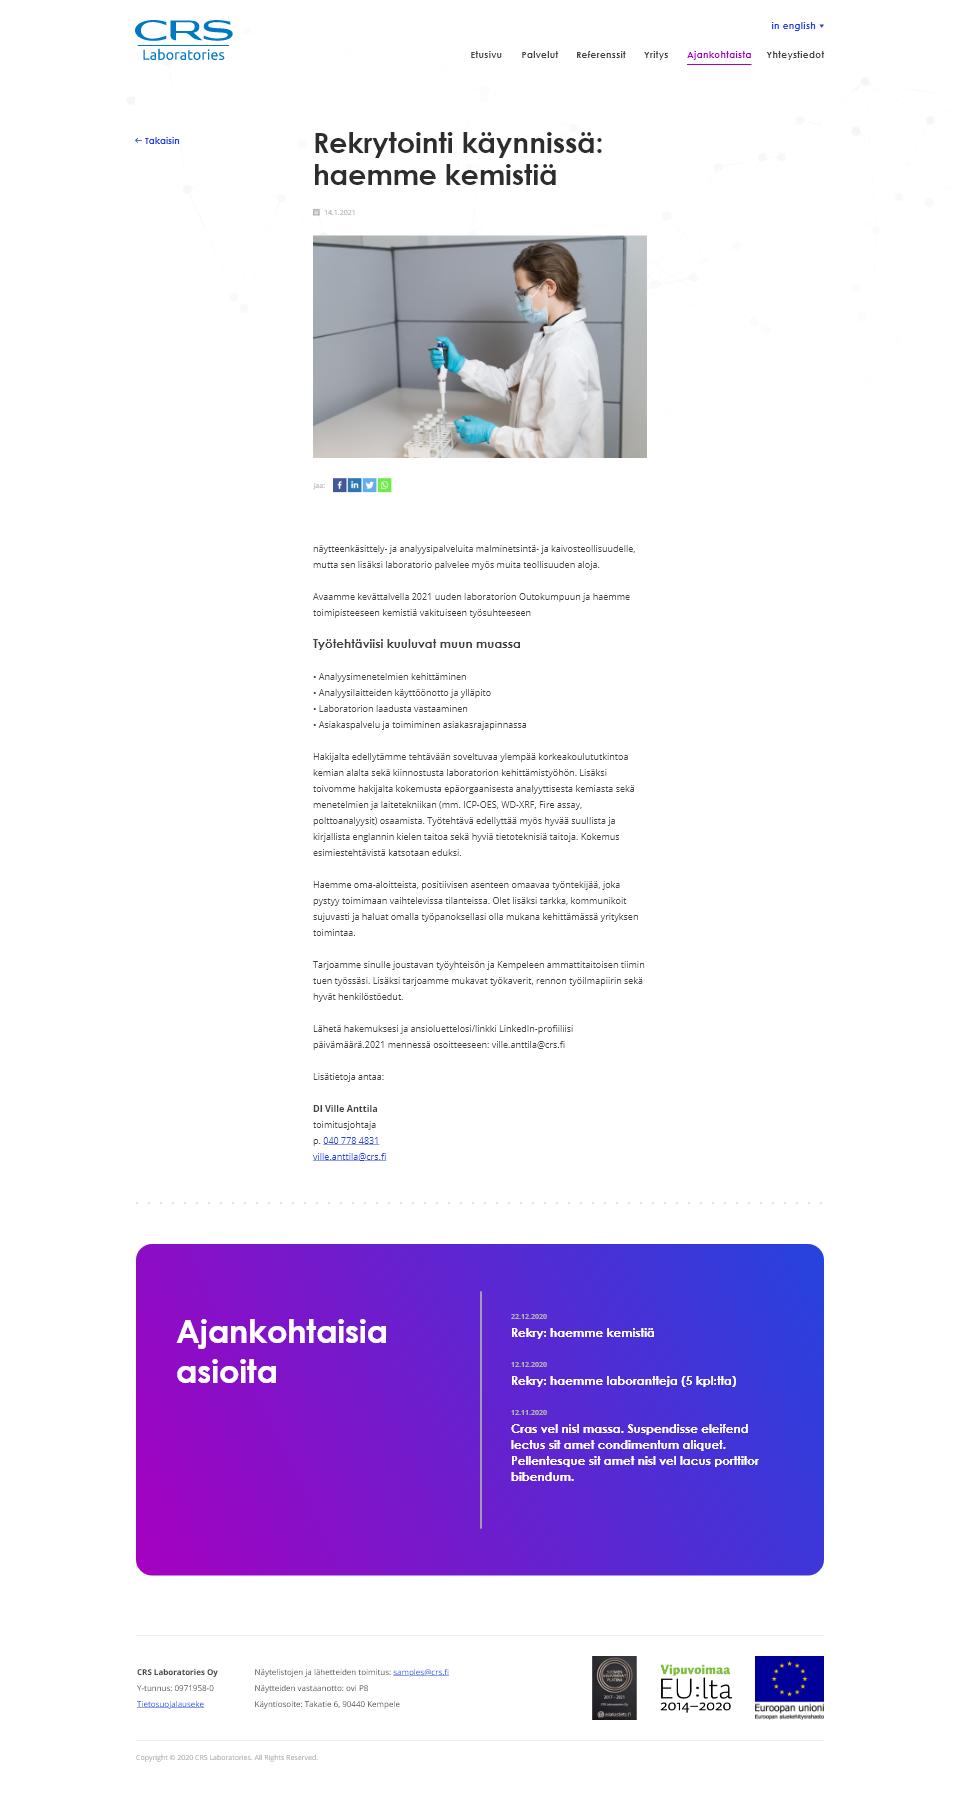 CRS
Laboratories
in english
Etusivu Palvelut Referenssit Yritys Ajankohtaista Yhteystiedot
← Takaisin
Rekrytointi käynnissä:
haemme kemistiä
14.1.2021
jaa:
näytteenkäsittely- ja analyysipalveluita malminetsintä- ja kaivosteollisuudelle,
mutta sen lisäksi laboratorio palvelee myös muita teollisuuden aloja.
Avaamme kevättalvella 2021 uuden laboratorion Outokumpuun ja haemme
toimipisteeseen kemistiä vakituiseen työsuhteeseen
Työtehtäviisi kuuluvat muun muassa
• Analyysimenetelmien kehittäminen
• Analyysilaitteiden käyttöönotto ja ylläpito
• Laboratorion laadusta vastaaminen
• Asiakaspalvelu ja toimiminen asiakasrajapinnassa
Hakijalta edellytämme tehtävään soveltuvaa ylempää korkeakoulututkintoa
kemian alalta sekä kiinnostusta laboratorion kehittämistyöhön. Lisäksi
toivomme hakijalta kokemusta epäorgaanisesta analyyttisesta kemiasta sekä
menetelmien ja laitetekniikan (mm. ICP-OES, WD-XRF, Fire assay,
polttoanalyysit) osaamista. Työtehtävä edellyttää myös hyvää suullista ja
kirjallista englannin kielen taitoa sekä hyviä tietoteknisiä taitoja. Kokemus
esimiestehtävistä katsotaan eduksi.
Haemme oma-aloitteista, positiivisen asenteen omaavaa työntekijää, joka
pystyy toimimaan vaihtelevissa tilanteissa. Olet lisäksi tarkka, kommunikoit
sujuvasti ja haluat omalla työpanoksellasi olla mukana kehittämässä yrityksen
toimintaa.
Tarjoamme sinulle joustavan työyhteisön ja Kempeleen ammattitaitoisen tiimin
tuen työssäsi. Lisäksi tarjoamme mukavat työkaverit, rennon työilmapiirin sekä
hyvät henkilöstöedut.
Lähetä hakemuksesi ja ansioluettelosi/linkki LinkedIn-profiiliisi
päivämäärä.2021 mennessä osoitteeseen: ville.anttila@crs.fi
Lisätietoja antaa:
DI Ville Anttila
toimitusjohtaja
p. 040 778 4831
ville.anttila@crs.fi
Ajankohtaisia
asioita
22.12.2020
Rekry: haemme kemistiä
12.12.2020
Rekry: haemme laborantteja (5 kpl:tta)
12.11.2020
Cras vel nisl massa. Suspendisse eleifend
lectus sit amet condimentum aliquet.
Pellentesque sit amet nisl vel lacus porttitor
bibendum.
CRS Laboratories Oy
Y-tunnus: 0971958-0
Tietosuojalauseke
Näytelistojen ja lähetteiden toimitus: samples@crs.fi
Näytteiden vastaanotto: ovi P8
Käyntiosoite: Takatie 6, 90440 Kempele
PLATINA
2017 – 2021
Vipuvoimaa
EU:lta
2014–2020
Euroopan unioni
Euroopan aluekehitysrahasto
Copyright © 2020 CRS Laboratories. All Rights Reserved.